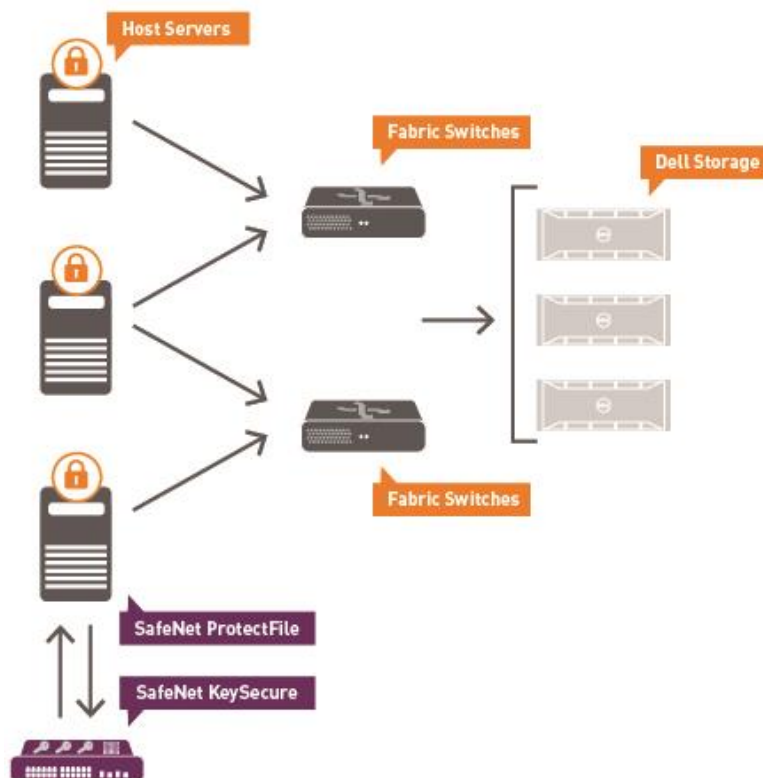 Host Servers
Fabric Switches
Dell Storage
Fabric Switches
SafeNet ProtectFile
SafeNet KeySecure